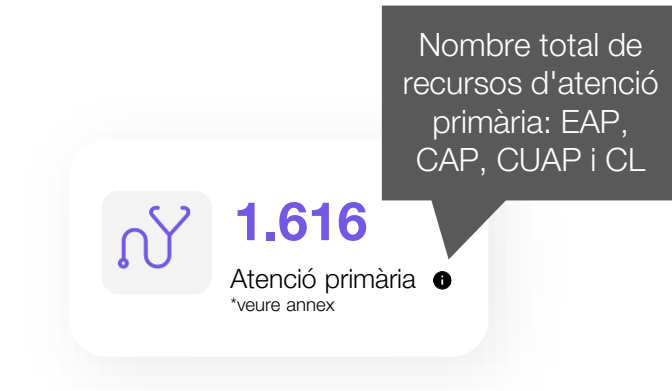 Nombre total de
recursos d'atenció
primària: EAP,
CAP, CUAP i CL
1.616
Atenció primària
*veure annex